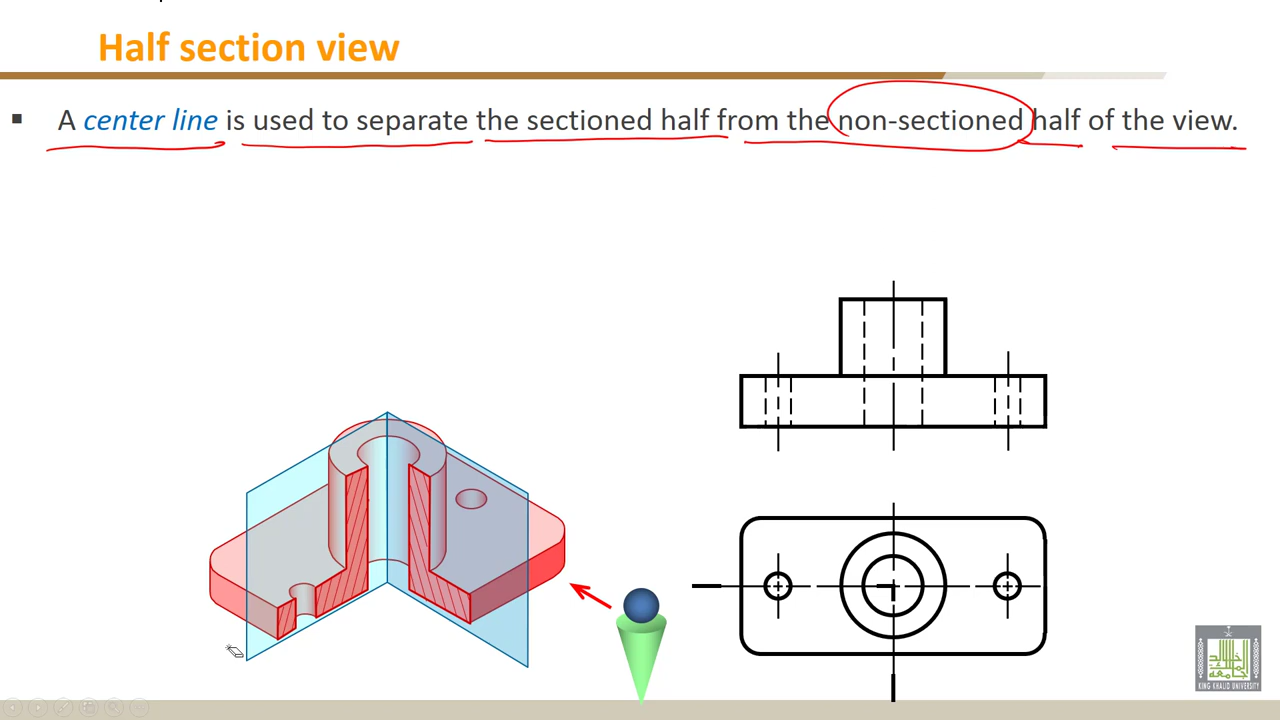 Half section view
▪ A center line is used to separate the sectioned half from the non-sectioned half of the view.
KING KHALID UNIVERSITY